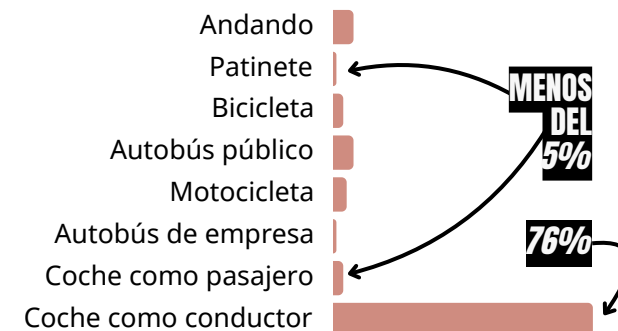 Andando
Patinete
Bicicleta
Autobús público
Motocicleta
Autobús de empresa
Coche como pasajero
Coche como conductor
MENOS
DEL
5%
76%